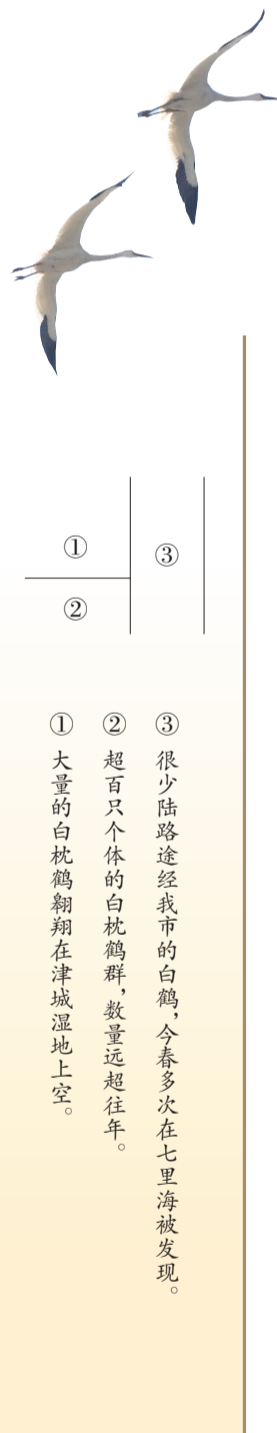 ③
①
②
③ 很少陆路途经我市的白鹤，今春多次在七里海被发现。
② 超百只个体的白枕鹤群，数量远超往年。
① 大量的白枕鹤翱翔在津城湿地上空。